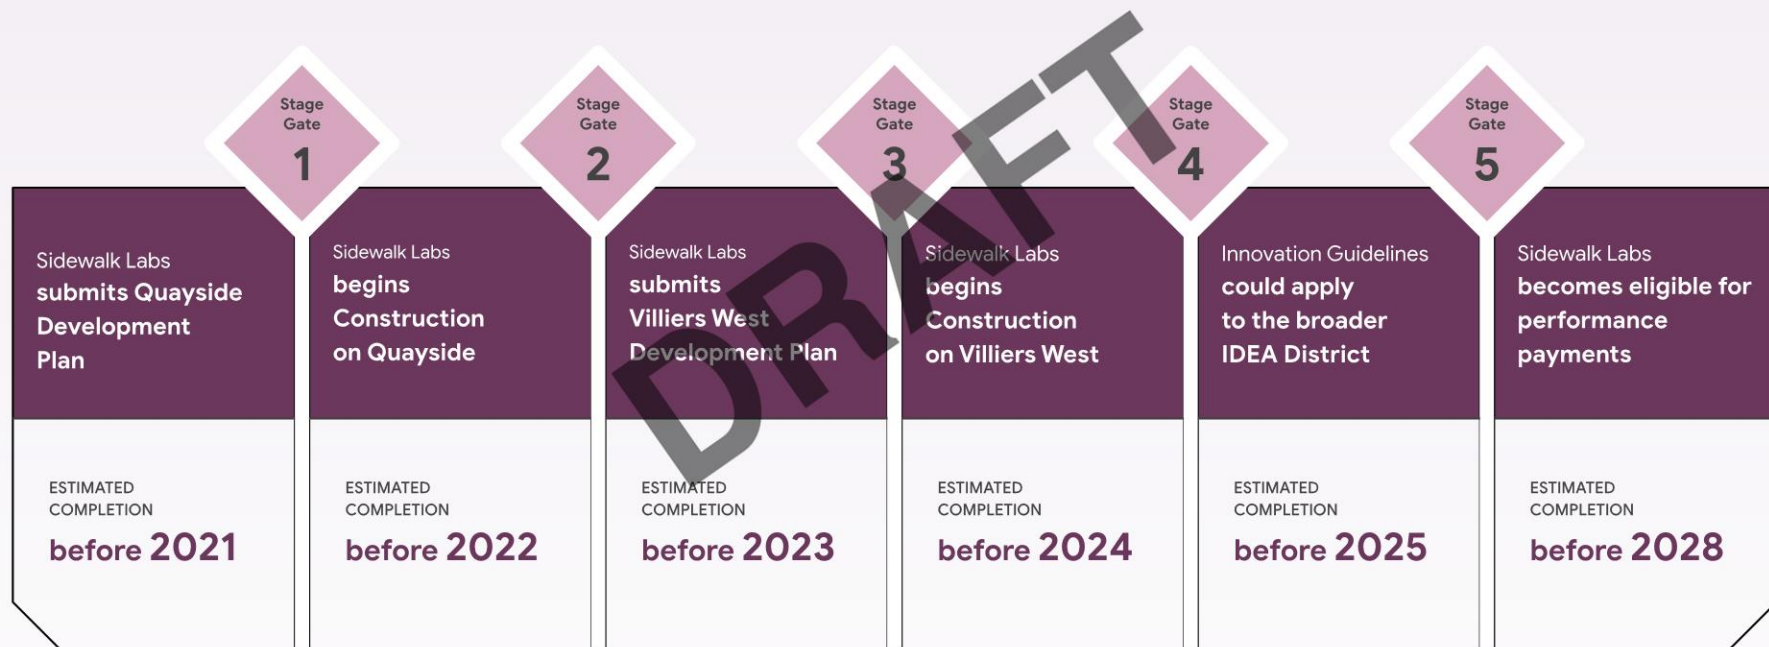 Stage
Gate
1
Stage
Gate
2
Stage
Gate
3
Stage
Gate
4
Stage
Gate
5
Sidewalk Labs
submits Quayside
Development
Plan
Sidewalk Labs
begins
Construction
on Quayside
Sidewalk Labs
submits
Villiers West
Development Plan
Sidewalk Labs
begins
Construction
on Villiers West
Innovation Guidelines
could apply
to the broader
IDEA District
Sidewalk Labs
becomes eligible for
performance
payments
ESTIMATED
COMPLETION
before 2021
ESTIMATED
COMPLETION
before 2022
ESTIMATED
COMPLETION
before 2023
ESTIMATED
COMPLETION
before 2024
ESTIMATED
COMPLETION
before 2025
ESTIMATED
COMPLETION
before 2028
DRAFT